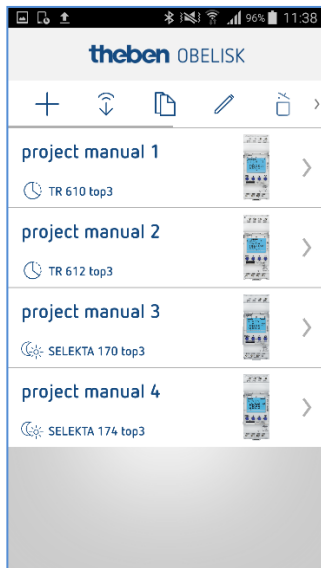 96% 11:38
theben OBELISK
project manual 1
TR 610 top3
project manual 2
TR 612 top3
project manual 3
SELEKTA 170 top3
project manual 4
SELEKTA 174 top3